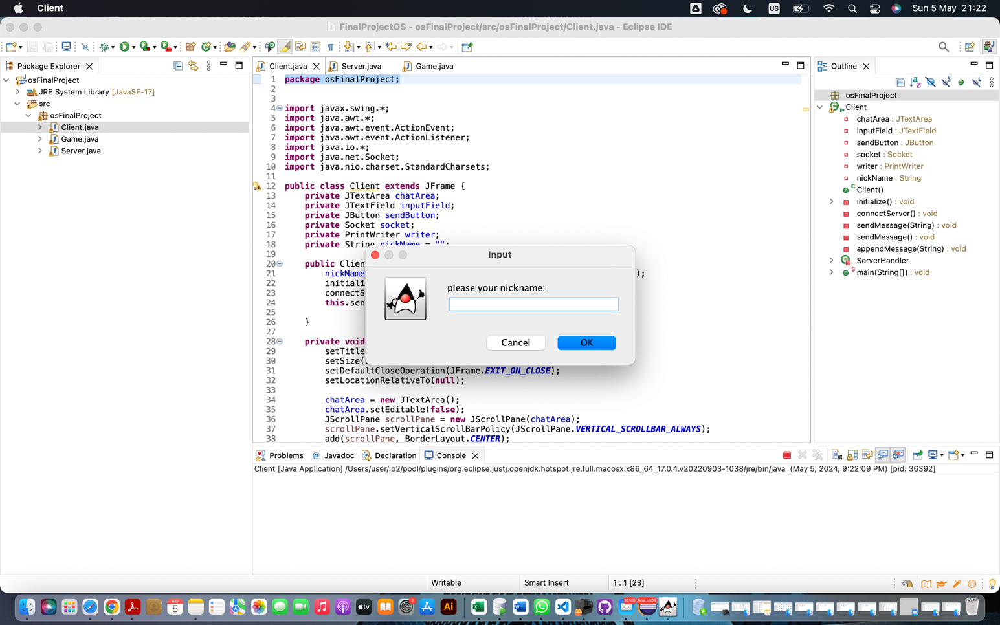 Client
US
Sun 5 May 21:22
FinalProjectOS - osFinalProject/src/osFinalProject/Client.java - Eclipse IDE
Package Explorer
osFinalProject
JRE System Library [JavaSE-17]
src
osFinalProject
Client.java
Game.java
Server.java
Client.java
Server.java
Game.java
1 package osFinalProject;
2
3
4 import javax.swing.*;
5 import java.awt.*;
6 import java.awt.event.ActionEvent;
7 import java.awt.event.ActionListener;
8 import java.io.*;
9 import java.net.Socket;
10 import java.nio.charset.StandardCharsets;
11
12 public class Client extends JFrame {
13 private JTextArea chatArea;
14 private JTextField inputField;
15 private JButton sendButton;
16 private Socket socket;
17 private PrintWriter writer;
18 private String nickName = "";
19
20 public Clien
21 nickName );
22 initiali
23 connectS
24 this.sen
25
26 }
27
28 private void
29 setTitle
30 setSize(
31 setDefaultCloseOperation(JFrame.EXIT_ON_CLOSE);
32 setLocationRelativeTo(null);
33
34 chatArea = new JTextArea();
35 chatArea.setEditable(false);
36 JScrollPane scrollPane = new JScrollPane(chatArea);
37 scrollPane.setVerticalScrollBarPolicy(JScrollPane.VERTICAL_SCROLLBAR_ALWAYS);
38 add(scrollPane, BorderLayout.CENTER);
Input
please your nickname:
Cancel
OK
Outline
osFinalProject
Client
chatArea : JTextArea
inputField : JTextField
sendButton : JButton
socket : Socket
writer : PrintWriter
nickName : String
Client()
initialize() : void
connectServer() : void
sendMessage(String) : void
sendMessage() : void
appendMessage(String) : void
ServerHandler
main(String[]) : void
Problems
@ Javadoc
Declaration
Console
Client [Java Application] /Users/user/.p2/pool/plugins/org.eclipse.justj.openjdk.hotspot.jre.full.macosx.x86_64_17.0.4.v20220903-1038/jre/bin/java (May 5, 2024, 9:22:09 PM) [pid: 36392]
Writable
Smart Insert
1 : 1 [23]
MAY
5
tv
2
Ai
10,105
Final...ctOS